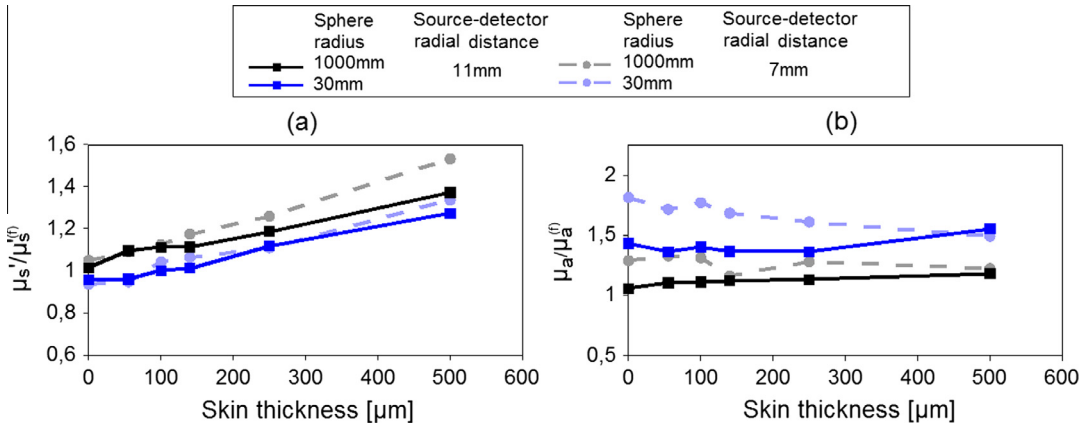 Sphere radius Source-detector radial distance Sphere radius Source-detector radial distance
1000mm 11mm 1000mm 7mm
30mm 30mm
(a)
1,6
1,4
1,2
1
0,8
0,6
μs'/μs'(f)
0 100 200 300 400 500 600
Skin thickness [µm]
(b)
2
1,5
1
0,5
μa/μa(f)
0 100 200 300 400 500 600
Skin thickness [µm]